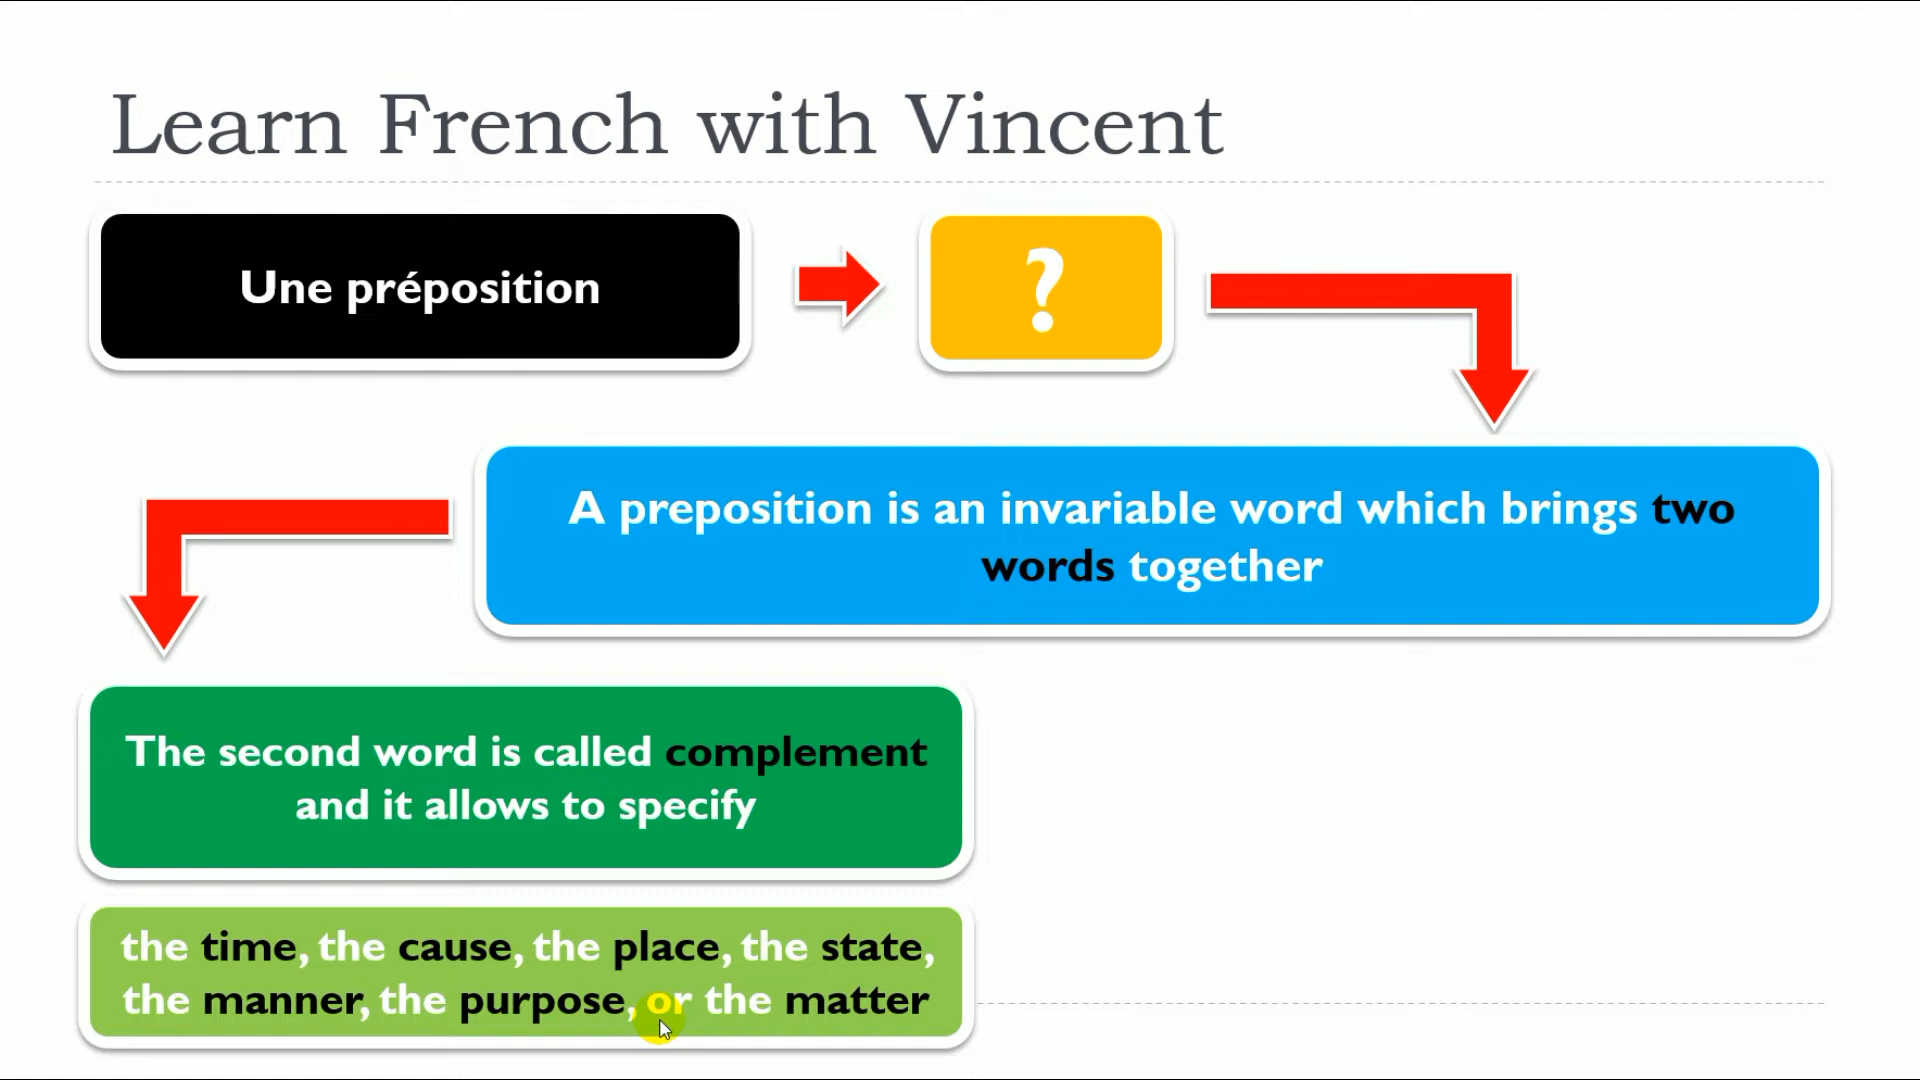 Learn French with Vincent
Une préposition
?
A preposition is an invariable word which brings two
words together
The second word is called complement
and it allows to specify
the time, the cause, the place, the state,
the manner, the purpose, or the matter